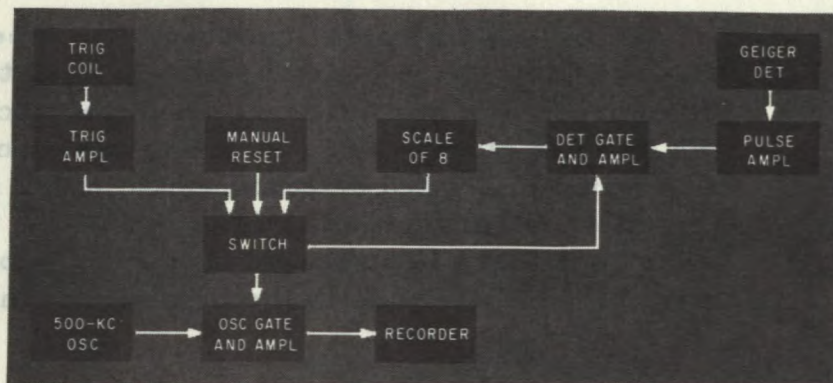 TRIG
COIL
GEIGER
DET
TRIG
AMPL
MANUAL
RESET
SCALE
OF 8
DET GATE
AND AMPL
PULSE
AMPL
SWITCH
500-KC
OSC
OSC GATE
AND AMPL
RECORDER